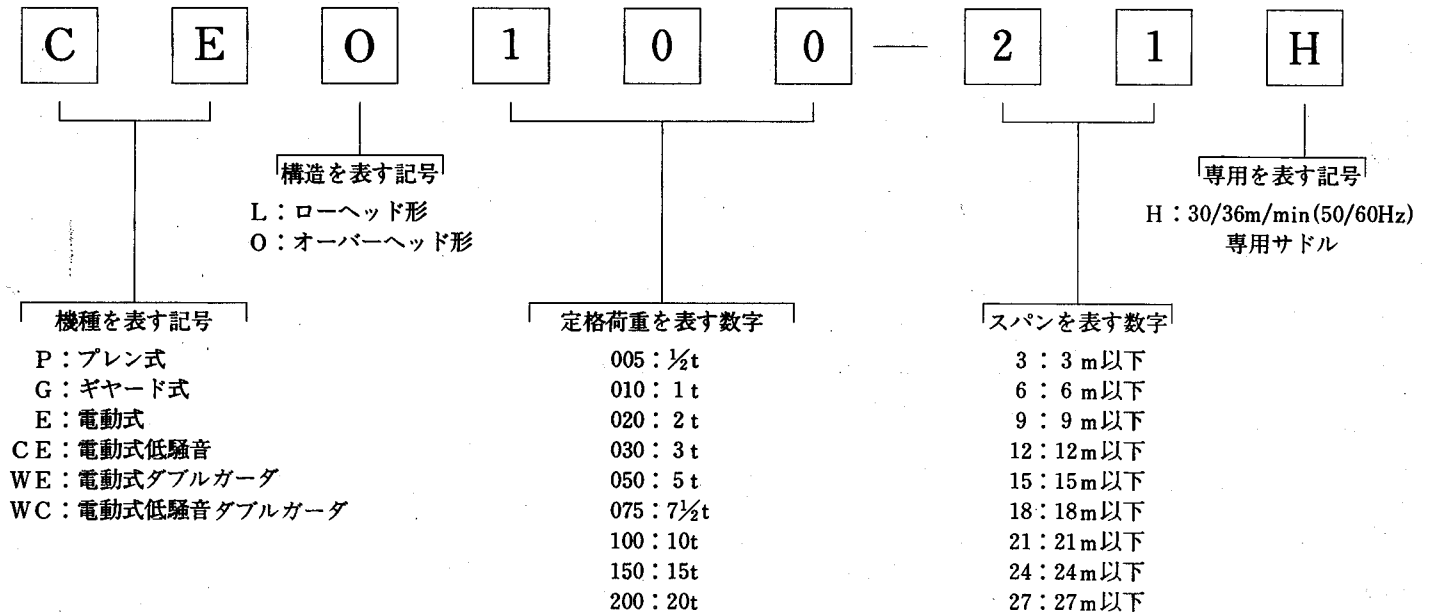 C E O 1 0 0 — 2 1 H
構造を表す記号
L：ローヘッド形
O：オーバーヘッド形
専用を表す記号
H：30/36m/min(50/60Hz)
専用サドル
機種を表す記号
P：プレン式
G：ギヤード式
E：電動式
CE：電動式低騒音
WE：電動式ダブルガーダ
WC：電動式低騒音ダブルガーダ
定格荷重を表す数字
005：½t
010：1t
020：2t
030：3t
050：5t
075：7½t
100：10t
150：15t
200：20t
スパンを表す数字
3：3m以下
6：6m以下
9：9m以下
12：12m以下
15：15m以下
18：18m以下
21：21m以下
24：24m以下
27：27m以下